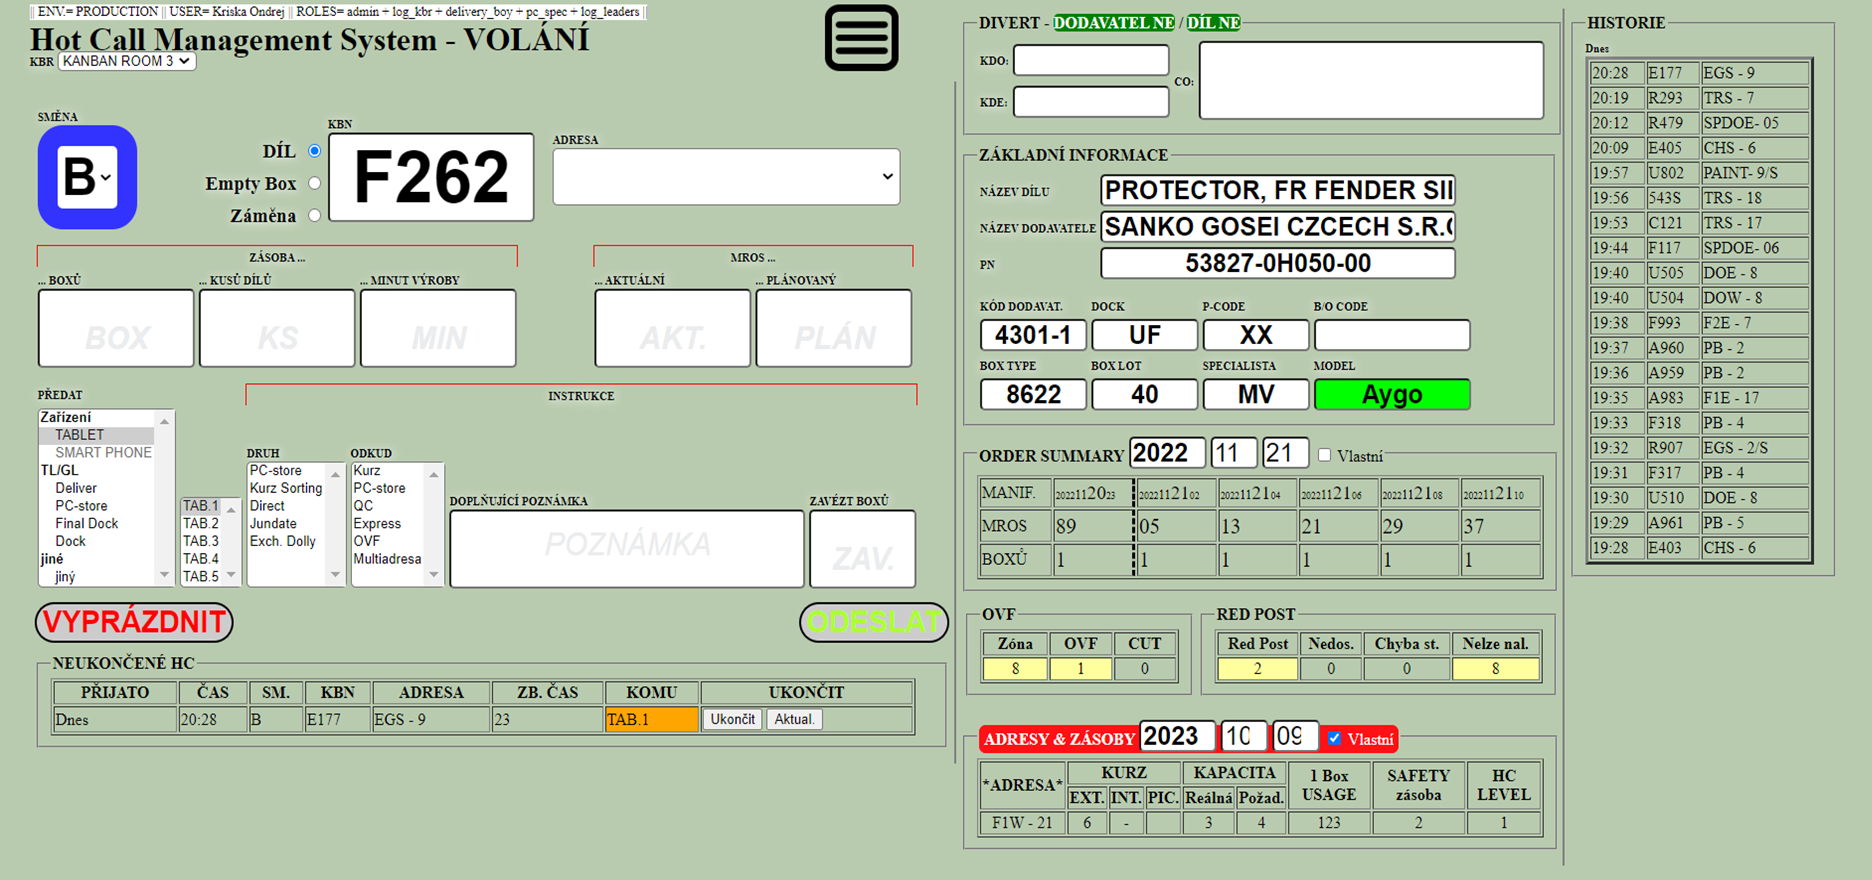 || ENV.= PRODUCTION || USER= Kriska Ondrej || ROLES= admin + log_kbr + delivery_boy + pc_spec + log_leaders ||
Hot Call Management System - VOLÁNÍ
KBR KANBAN ROOM 3
SMĚNA
B
DÍL
Empty Box
Záměna
KBN
F262
ADRESA
ZÁSOBA ...
... BOXŮ ... KUSŮ DÍLŮ ... MINUT VÝROBY
BOX KS MIN
MROS ...
... AKTUÁLNÍ ... PLÁNOVANÝ
AKT. PLÁN
PŘEDAT
Zařízení
TABLET
SMART PHONE
TL/GL
Deliver
PC-store
Final Dock
Dock
jiné
jiný
TAB.1
TAB.2
TAB.3
TAB.4
TAB.5
INSTRUKCE
DRUH
PC-store
Kurz Sorting
Direct
Jundate
Exch. Dolly
ODKUD
Kurz
PC-store
QC
Express
OVF
Multiadresa
DOPLŇUJÍCÍ POZNÁMKA
POZNÁMKA
ZAVÉZT BOXŮ
ZAV.
VYPRÁZDNIT
ODESLAT
NEUKONČENÉ HC
PŘIJATO ČAS SM. KBN ADRESA ZB. ČAS KOMU UKONČIT
Dnes 20:28 B E177 EGS - 9 23 TAB.1 Ukončit Aktual.
DIVERT - DODAVATEL NE / DÍL NE
KDO:
KDE:
CO:
ZÁKLADNÍ INFORMACE
NÁZEV DÍLU PROTECTOR, FR FENDER SII
NÁZEV DODAVATELE SANKO GOSEI CZCECH S.R.O
PN 53827-0H050-00
KÓD DODAVAT. DOCK P-CODE B/O CODE
4301-1 UF XX
BOX TYPE BOX LOT SPECIALISTA MODEL
8622 40 MV Aygo
ORDER SUMMARY 2022 11 21 Vlastní
MANIF. 2022112023 2022112102 2022112104 2022112106 2022112108 2022112110
MROS 89 05 13 21 29 37
BOXŮ 1 1 1 1 1 1
OVF
Zóna OVF CUT
8 1 0
RED POST
Red Post Nedos. Chyba st. Nelze nal.
2 0 0 8
ADRESY & ZÁSOBY 2023 10 09 Vlastní
*ADRESA* KURZ KAPACITA 1 Box USAGE SAFETY zásoba HC LEVEL
EXT. INT. PIC. Reálná Požad.
F1W - 21 6 - 3 4 123 2 1
HISTORIE
Dnes
20:28 E177 EGS - 9
20:19 R293 TRS - 7
20:12 R479 SPDOE- 05
20:09 E405 CHS - 6
19:57 U802 PAINT- 9/S
19:56 543S TRS - 18
19:53 C121 TRS - 17
19:44 F117 SPDOE- 06
19:40 U505 DOE - 8
19:40 U504 DOW - 8
19:38 F993 F2E - 7
19:37 A960 PB - 2
19:36 A959 PB - 2
19:35 A983 F1E - 17
19:33 F318 PB - 4
19:32 R907 EGS - 2/S
19:31 F317 PB - 4
19:30 U510 DOE - 8
19:29 A961 PB - 5
19:28 E403 CHS - 6